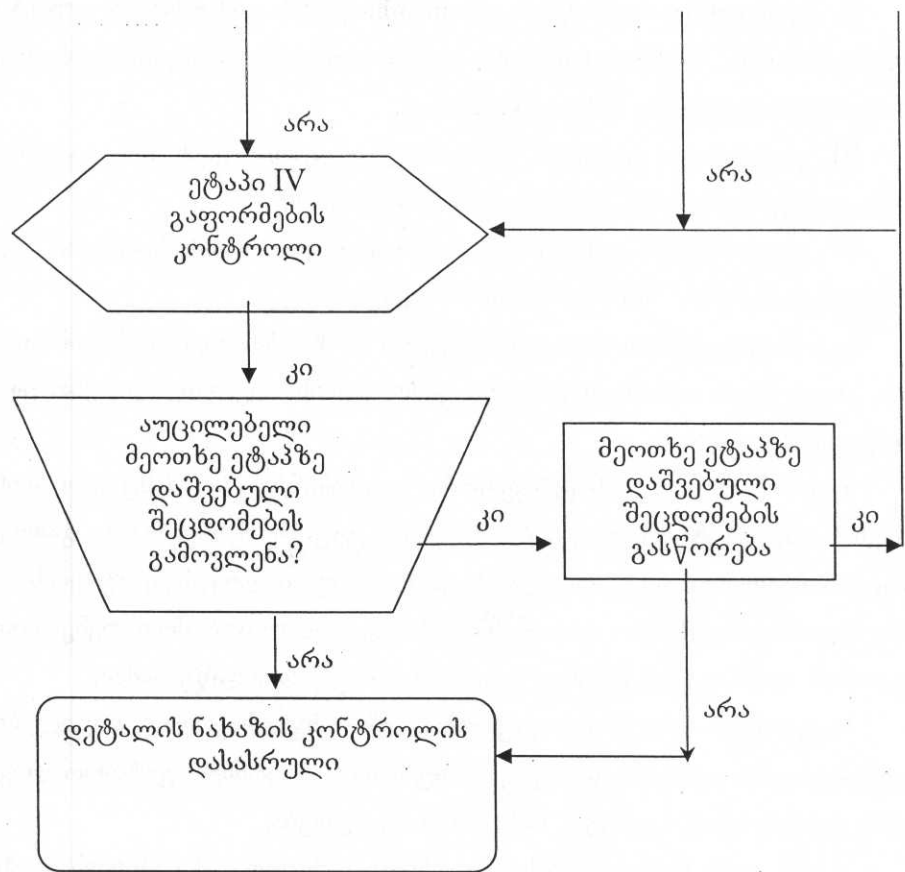 არა
არა
ეტაპი IV
გაფორმების
კონტროლი
კი
აუცილებელი
მეოთხე ეტაპზე
დაშვებული
შეცდომების
გამოვლენა?
კი
მეოთხე ეტაპზე
დაშვებული
შეცდომების
გასწორება
კი
არა
არა
დეტალის ნახაზის კონტროლის
დასასრული